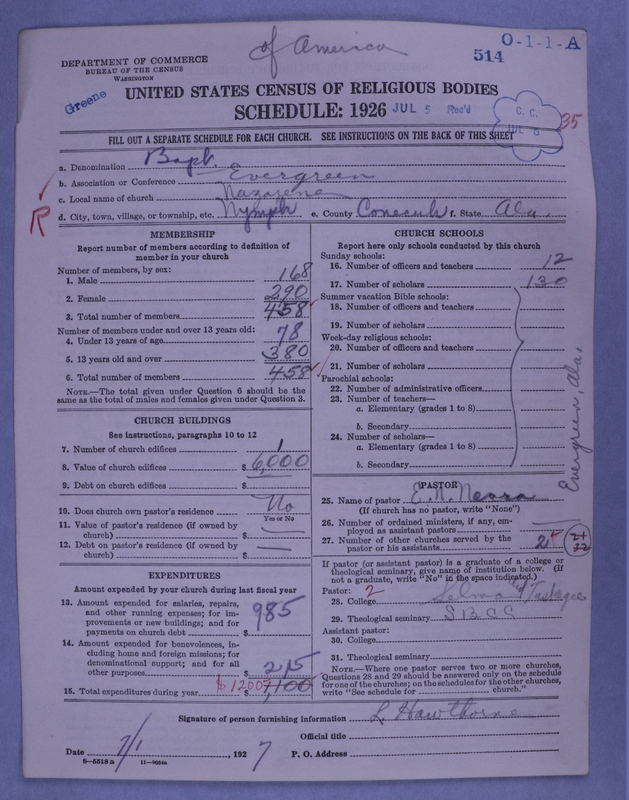 of America
O-1-1-A
514
DEPARTMENT OF COMMERCE
BUREAU OF THE CENSUS
WASHINGTON
Greene
UNITED STATES CENSUS OF RELIGIOUS BODIES
SCHEDULE: 1926 JUL 5 Rec'd
C. C.
JUL 6
35
FILL OUT A SEPARATE SCHEDULE FOR EACH CHURCH. SEE INSTRUCTIONS ON THE BACK OF THIS SHEET
a. Denomination Bapt.
b. Association or Conference Evergreen
c. Local name of church Nazarene
R
d. City, town, village, or township, etc. Nymph e. County Conecuh f. State Ala.
MEMBERSHIP
Report number of members according to definition of member in your church
Number of members, by sex:
1. Male 168
2. Female 290
3. Total number of members 458
Number of members under and over 13 years old:
4. Under 13 years of age 78
5. 13 years old and over 380
6. Total number of members 458
NOTE.—The total given under Question 6 should be the
same as the total of males and females given under Question 3.
CHURCH BUILDINGS
See instructions, paragraphs 10 to 12
7. Number of church edifices 1
8. Value of church edifices $ 6,000
9. Debt on church edifices $
10. Does church own pastor's residence No
Yes or No
11. Value of pastor's residence (if owned by
church) $
12. Debt on pastor's residence (if owned by
church) $
EXPENDITURES
Amount expended by your church during last fiscal year
13. Amount expended for salaries, repairs,
and other running expenses; for im-
provements or new buildings; and for
payments on church debt $ 985
14. Amount expended for benevolences, in-
cluding home and foreign missions; for
denominational support; and for all
other purposes $ 215
15. Total expenditures during year $ 1200 1,100
CHURCH SCHOOLS
Report here only schools conducted by this church
Sunday schools:
16. Number of officers and teachers 12
17. Number of scholars 130
Summer vacation Bible schools:
18. Number of officers and teachers
19. Number of scholars
Week-day religious schools:
20. Number of officers and teachers
21. Number of scholars
Parochial schools:
22. Number of administrative officers
23. Number of teachers—
a. Elementary (grades 1 to 8)
b. Secondary
24. Number of scholars—
a. Elementary (grades 1 to 8)
b. Secondary
Evergreen, Ala.
PASTOR
25. Name of pastor E. N.
(If church has no pastor, write "None")
26. Number of ordained ministers, if any, em-
ployed as assistant pastors
27. Number of other churches served by the
pastor or his assistants 2
If pastor (or assistant pastor) is a graduate of a college or
theological seminary, give name of institution below. (If
not a graduate, write "No" in the space indicated.)
Pastor: 2
28. College Selma
29. Theological seminary
Assistant pastor:
30. College
31. Theological seminary
NOTE.—Where one pastor serves two or more churches,
Questions 28 and 29 should be answered only on the schedule
for one of the churches; on the schedules for the other churches,
write "See schedule for church."
Signature of person furnishing information L. Hawthorne
Official title
Date 7/1, 1927 P. O. Address
8-5518 a 11-9654a